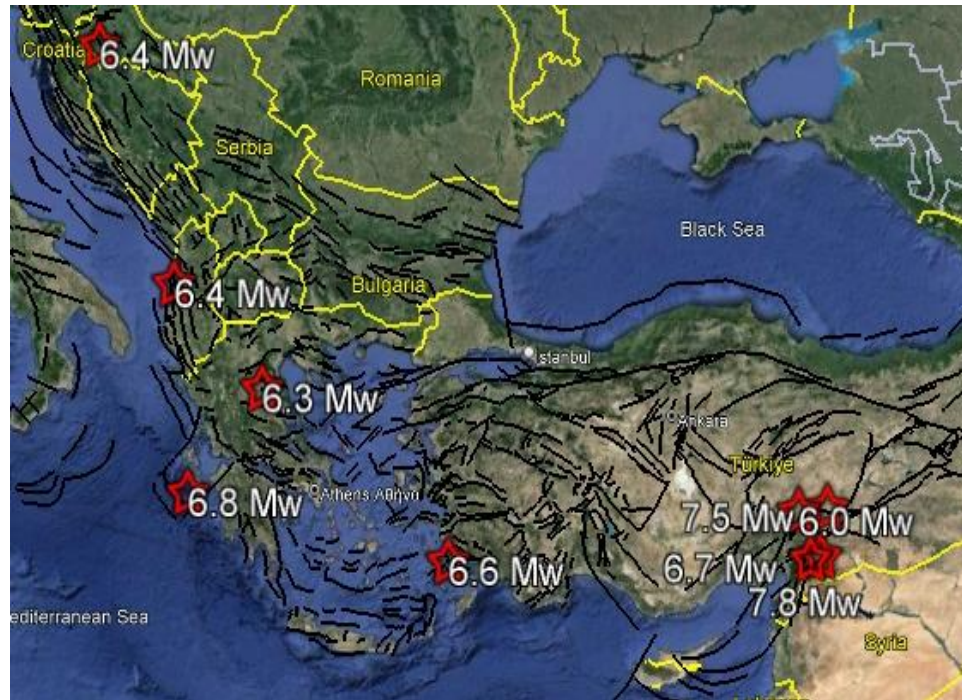 Croatia
6.4 Mw
Romania
Serbia
Black Sea
6.4 Mw
Bulgaria
Istanbul
6.3 Mw
Ankara
Türkiye
6.8 Mw
Athens Αθήνα
7.5 Mw
6.0 Mw
6.6 Mw
6.7 Mw
7.8 Mw
editerranean Sea
Syria